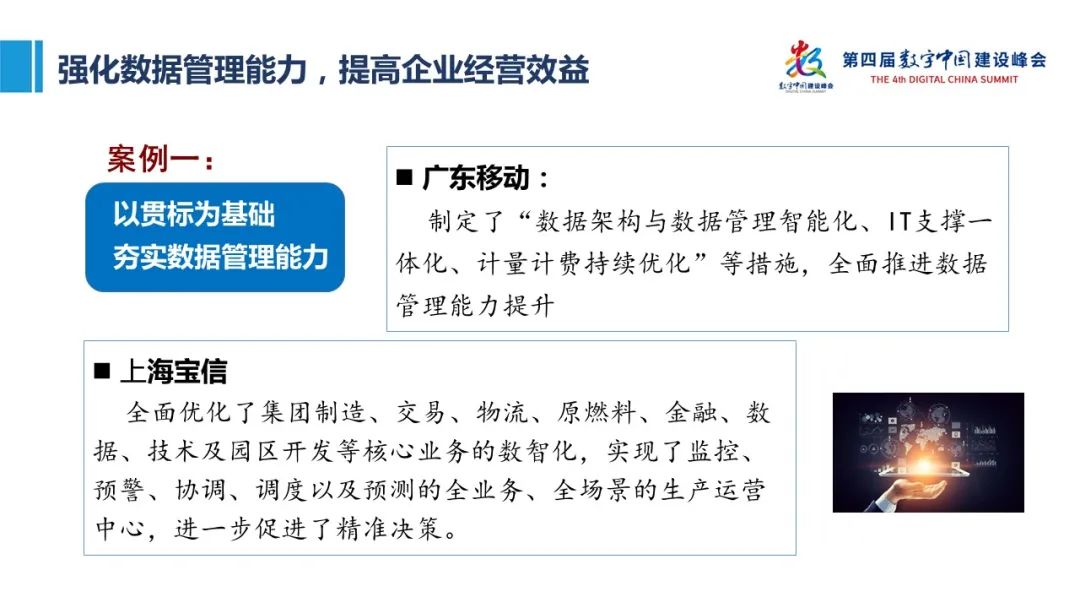 强化数据管理能力，提高企业经营效益
数字中国建设峰会
DIGITAL CHINA SUMMIT
第四届数字中国建设峰会
THE 4th DIGITAL CHINA SUMMIT
案例一：
以贯标为基础
夯实数据管理能力
■ 广东移动：
制定了“数据架构与数据管理智能化、IT支撑一
体化、计量计费持续优化”等措施，全面推进数据
管理能力提升
■ 上海宝信
全面优化了集团制造、交易、物流、原燃料、金融、数
据、技术及园区开发等核心业务的数智化，实现了监控、
预警、协调、调度以及预测的全业务、全场景的生产运营
中心，进一步促进了精准决策。